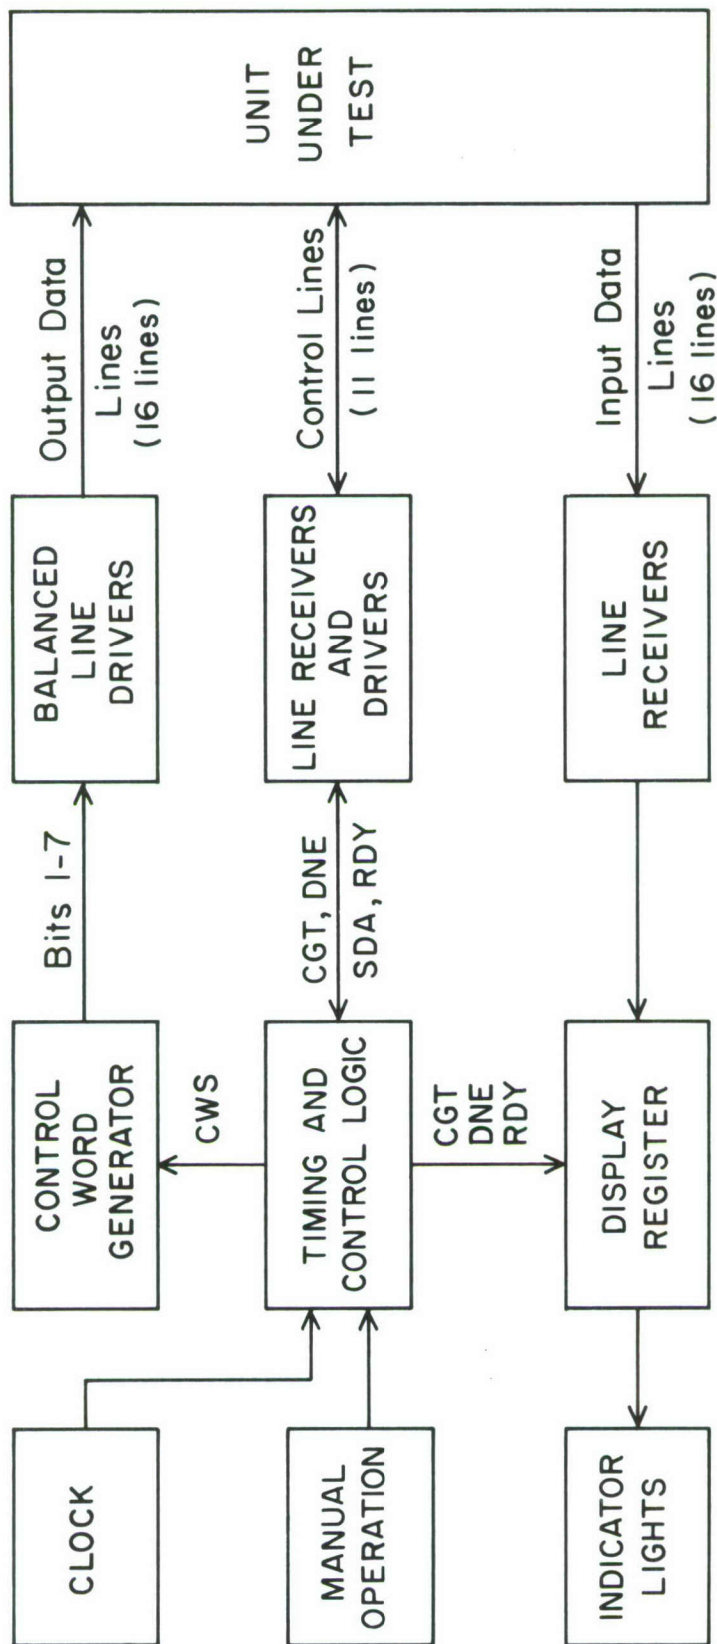 CLOCK
MANUAL
OPERATION
INDICATOR
LIGHTS
CONTROL
WORD
GENERATOR
CWS
TIMING AND
CONTROL LOGIC
CGT
DNE
RDY
DISPLAY
REGISTER
Bits 1-7
CGT, DNE
SDA, RDY
BALANCED
LINE
DRIVERS
LINE RECEIVERS
AND
DRIVERS
LINE
RECEIVERS
Output Data
Lines
(16 lines)
Control Lines
(11 lines)
Input Data
Lines
(16 lines)
UNIT
UNDER
TEST